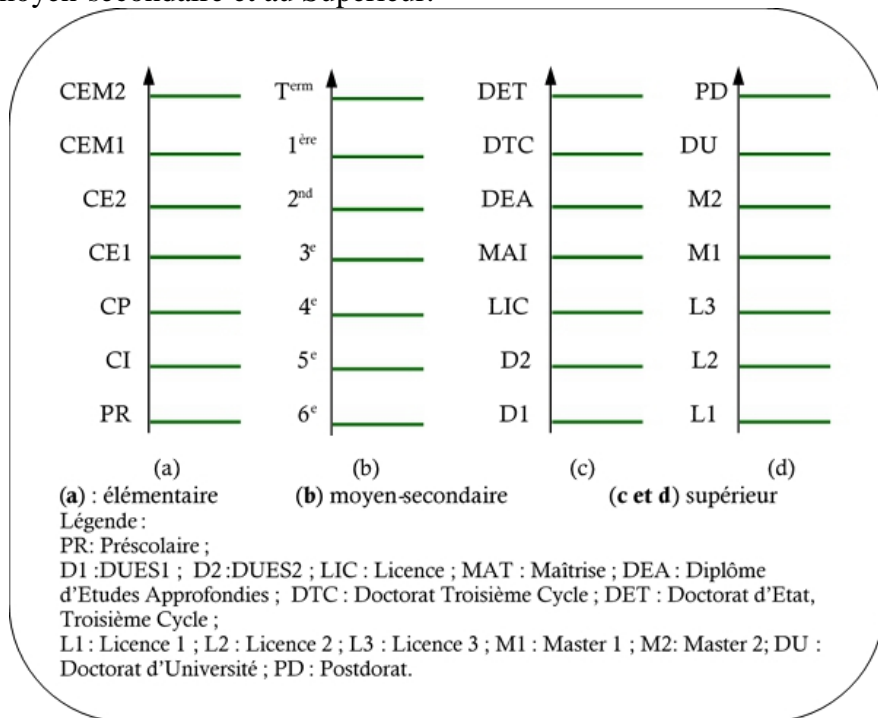 moyen-secondaire et au Supérieur.
CEM2 Term DET PD
CEM1 1ère DTC DU
CE2 2nd DEA M2
CE1 3e MAI M1
CP 4e LIC L3
CI 5e D2 L2
PR 6e D1 L1
(a) (b) (c) (d)
(a) : élémentaire (b) moyen-secondaire (c et d) supérieur
Légende :
PR: Préscolaire ;
D1 :DUES1 ; D2 :DUES2 ; LIC : Licence ; MAT : Maîtrise ; DEA : Diplôme
d'Etudes Approfondies ; DTC : Doctorat Troisième Cycle ; DET : Doctorat d'Etat,
Troisième Cycle ;
L1 : Licence 1 ; L2 : Licence 2 ; L3 : Licence 3 ; M1 : Master 1 ; M2: Master 2; DU :
Doctorat d'Université ; PD : Postdorat.